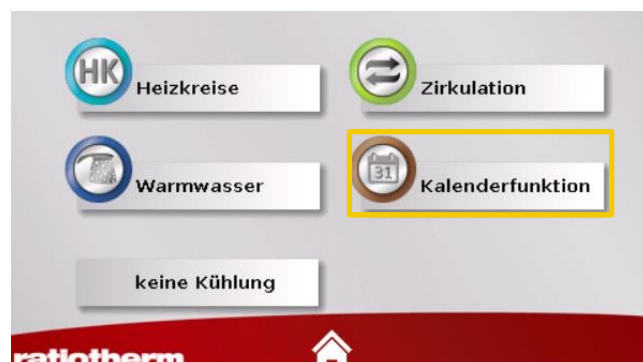 HK
Heizkreise
Zirkulation
Warmwasser
31
Kalenderfunktion
keine Kühlung
ratiotherm